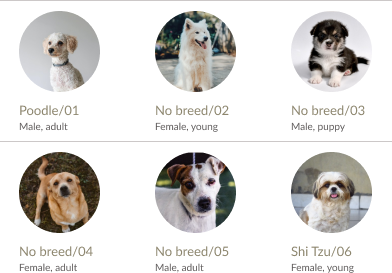 Poodle/01
Male, adult
No breed/02
Female, young
No breed/03
Male, puppy
No breed/04
Female, adult
No breed/05
Male, adult
Shi Tzu/06
Female, young